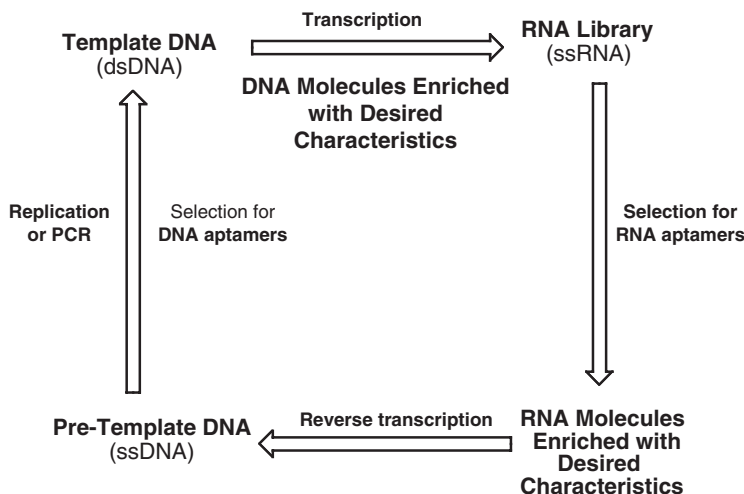 Template DNA
(dsDNA)
Transcription
RNA Library
(ssRNA)
DNA Molecules Enriched
with Desired
Characteristics
Replication
or PCR
Selection for
DNA aptamers
Selection for
RNA aptamers
Pre-Template DNA
(ssDNA)
Reverse transcription
RNA Molecules
Enriched with
Desired
Characteristics